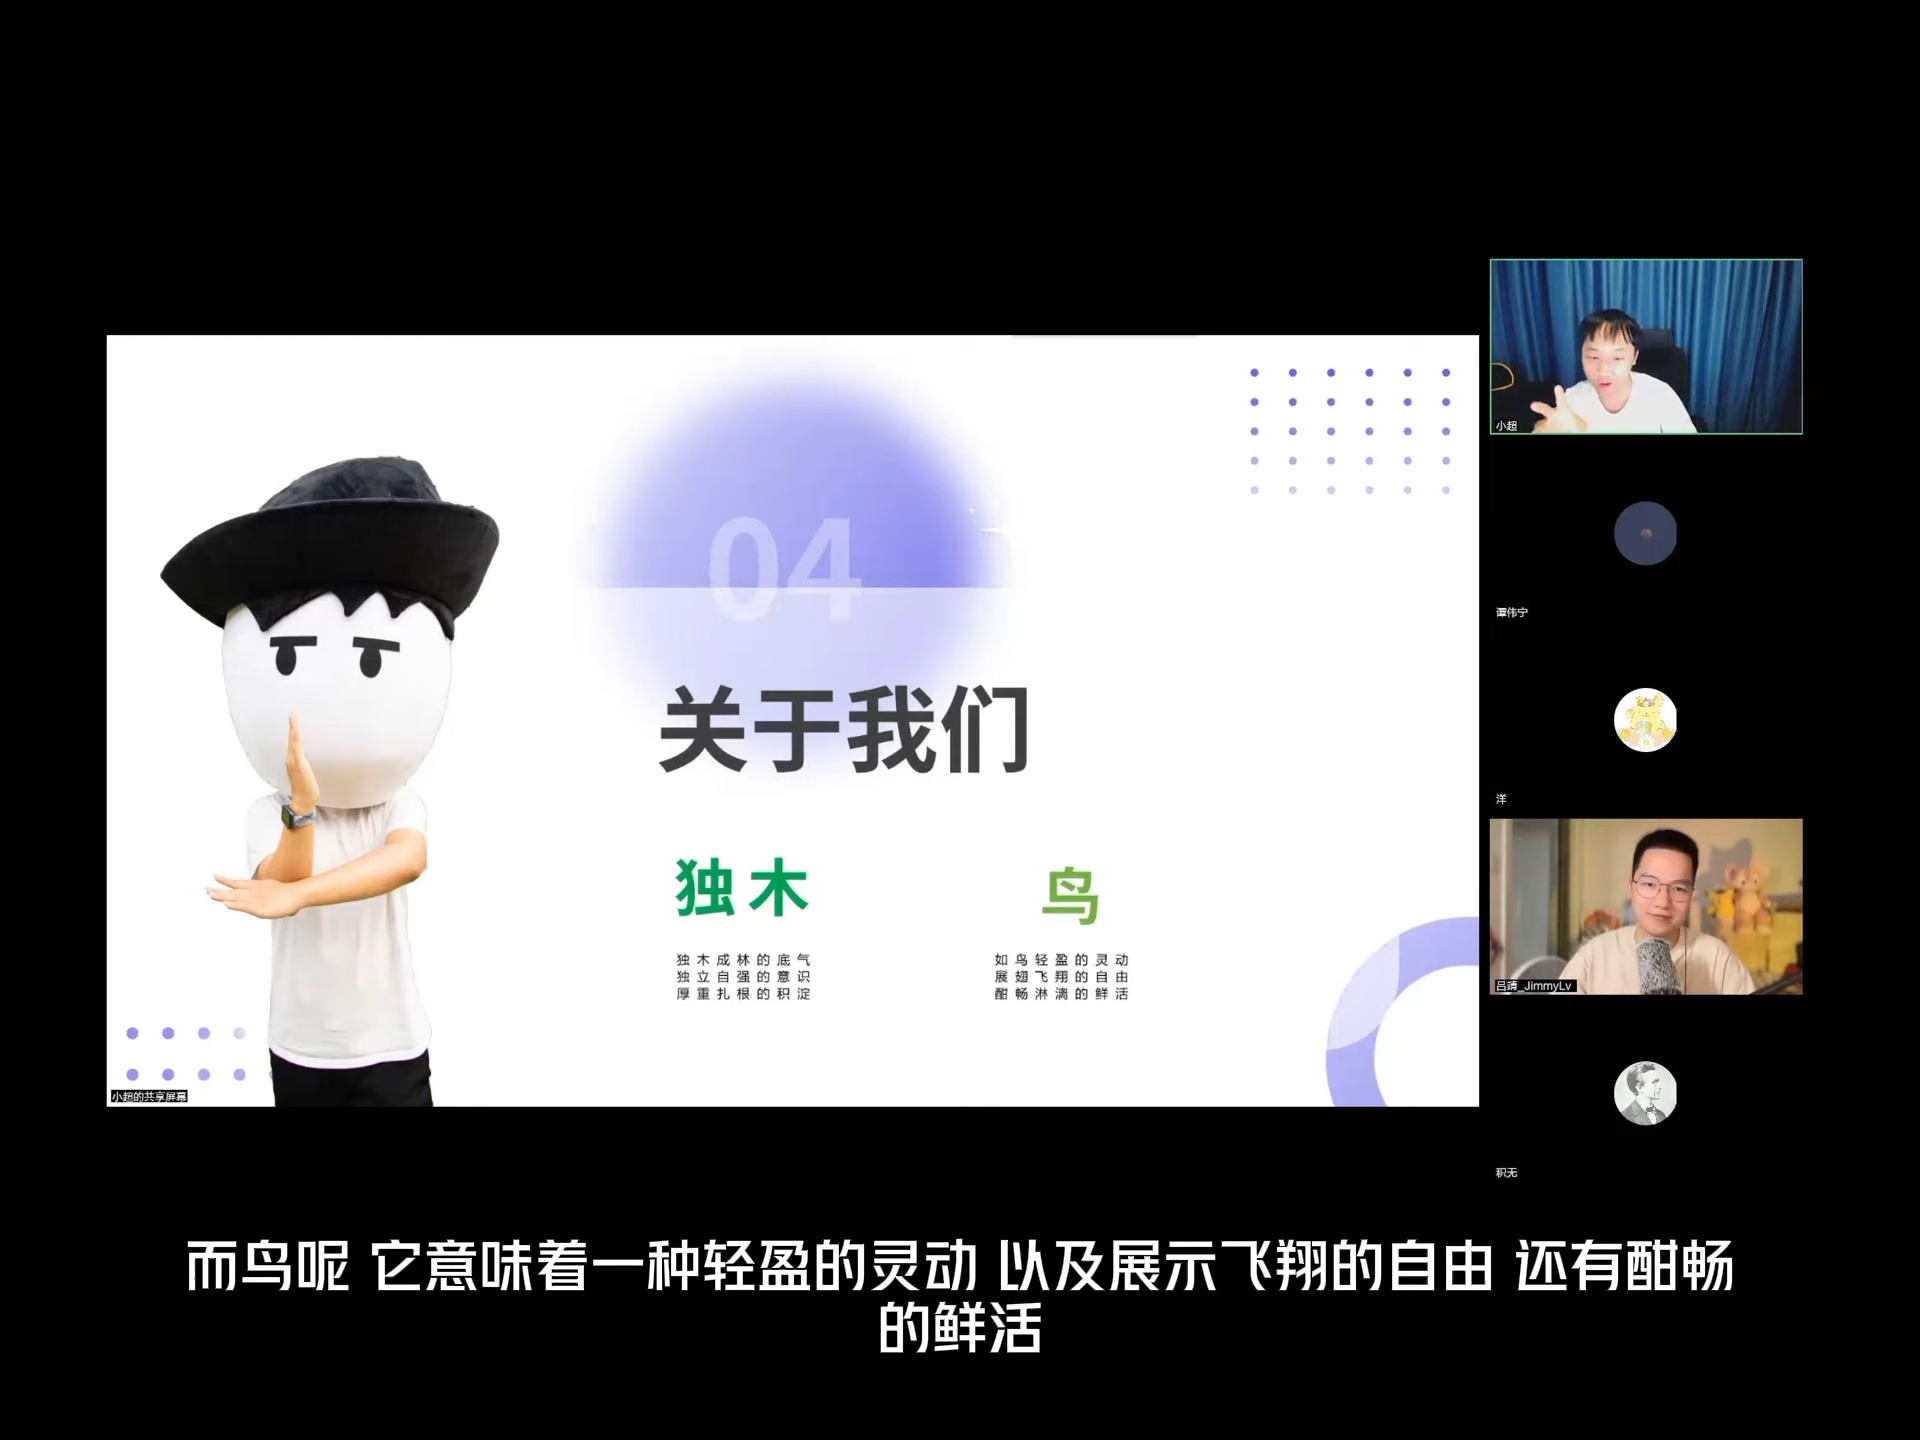 04
关于我们
独木
鸟
独木成林的底气
独立自强的意识
厚重扎根的积淀
如鸟轻盈的灵动
展翅飞翔的自由
酣畅淋漓的鲜活
小超的共享屏幕
小超
谭伟宁
洋
吕靖_JimmyLv
积无
而鸟呢 它意味着一种轻盈的灵动 以及展示飞翔的自由 还有酣畅
的鲜活